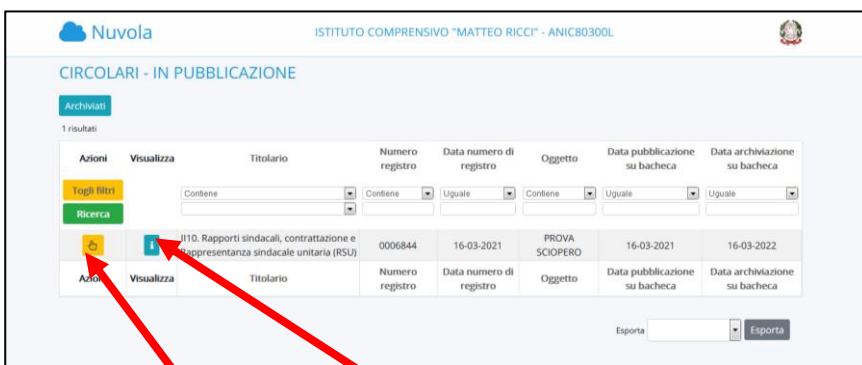 Nuvola
ISTITUTO COMPRENSIVO "MATTEO RICCI" - ANIC80300L
CIRCOLARI - IN PUBBLICAZIONE
Archiviati
1 risultati
Azioni Visualizza Titolario Numero registro Data numero di registro Oggetto Data pubblicazione su bacheca Data archiviazione su bacheca
Togli filtri Contiene Contiene Uguale Contiene Uguale Uguale
Ricerca
II10. Rapporti sindacali, contrattazione e 0006844 16-03-2021 PROVA SCIOPERO 16-03-2021 16-03-2022
Rappresentanza sindacale unitaria (RSU)
Visualizza Titolario Numero registro Data numero di registro Oggetto Data pubblicazione su bacheca Data archiviazione su bacheca
Esporta Esporta